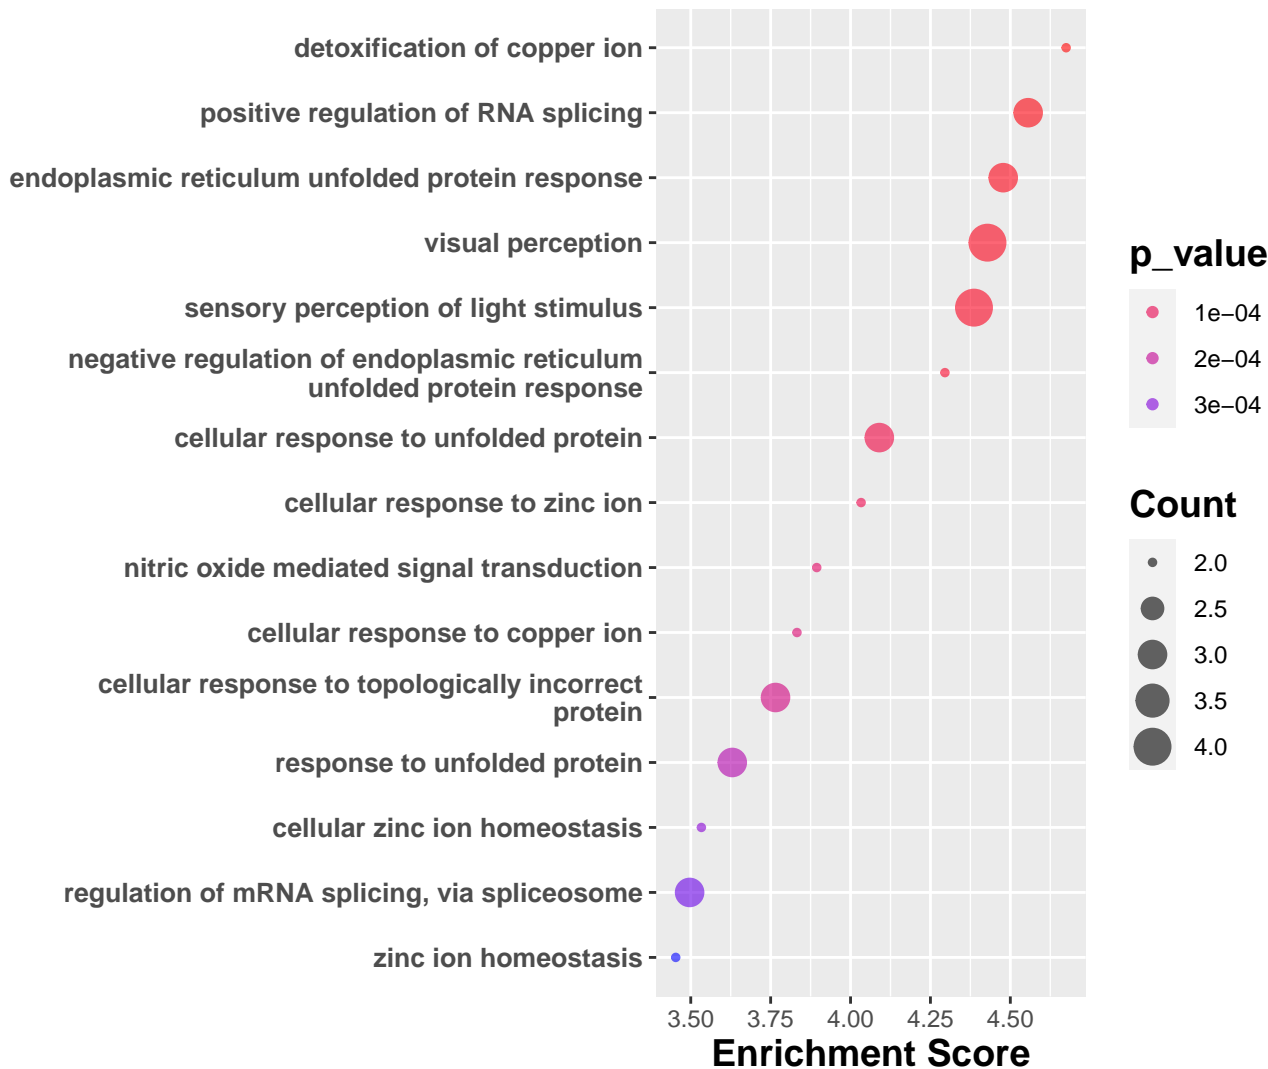 detoxification of copper ion
positive regulation of RNA splicing
endoplasmic reticulum unfolded protein response
visual perception
sensory perception of light stimulus
negative regulation of endoplasmic reticulum
unfolded protein response
cellular response to unfolded protein
cellular response to zinc ion
nitric oxide mediated signal transduction
cellular response to copper ion
cellular response to topologically incorrect
protein
response to unfolded protein
cellular zinc ion homeostasis
regulation of mRNA splicing, via spliceosome
zinc ion homeostasis
3.50 3.75 4.00 4.25 4.50
Enrichment Score
p_value
1e−04
2e−04
3e−04
Count
2.0
2.5
3.0
3.5
4.0